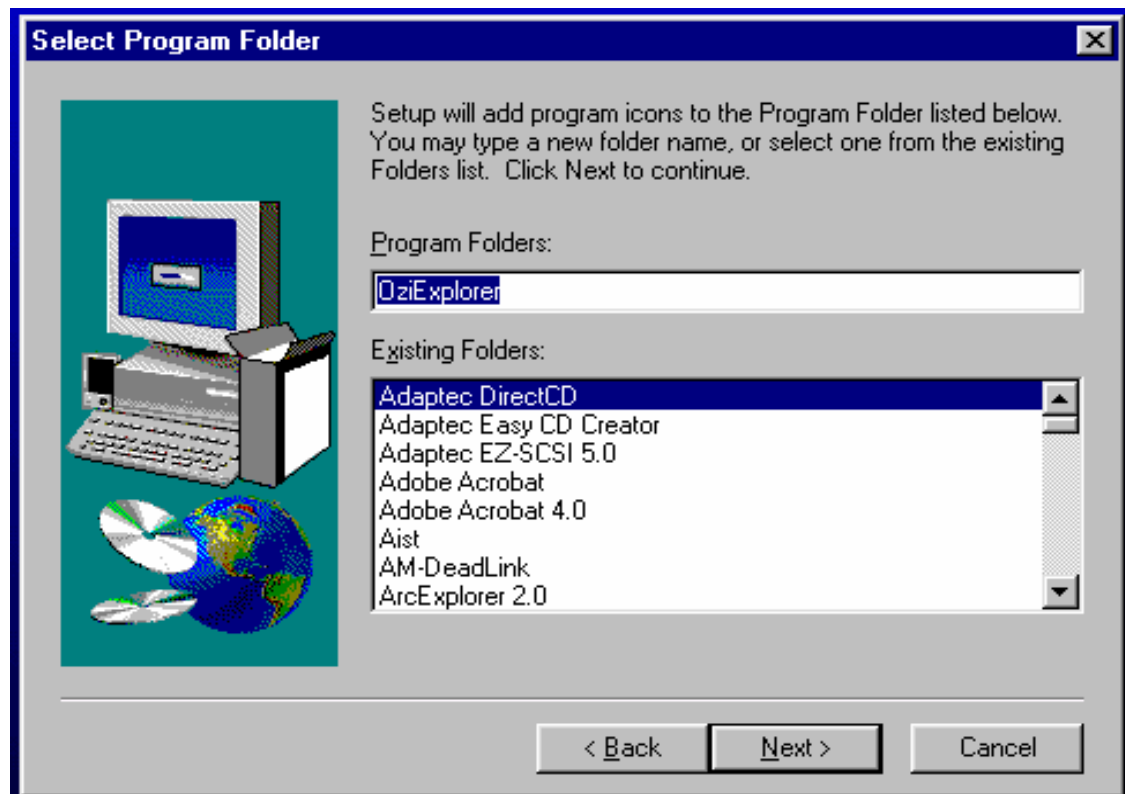 Select Program Folder
Setup will add program icons to the Program Folder listed below.
You may type a new folder name, or select one from the existing
Folders list.  Click Next to continue.
Program Folders:
OziExplorer
Existing Folders:
Adaptec DirectCD
Adaptec Easy CD Creator
Adaptec EZ-SCSI 5.0
Adobe Acrobat
Adobe Acrobat 4.0
Aist
AM-DeadLink
ArcExplorer 2.0
< Back
Next >
Cancel